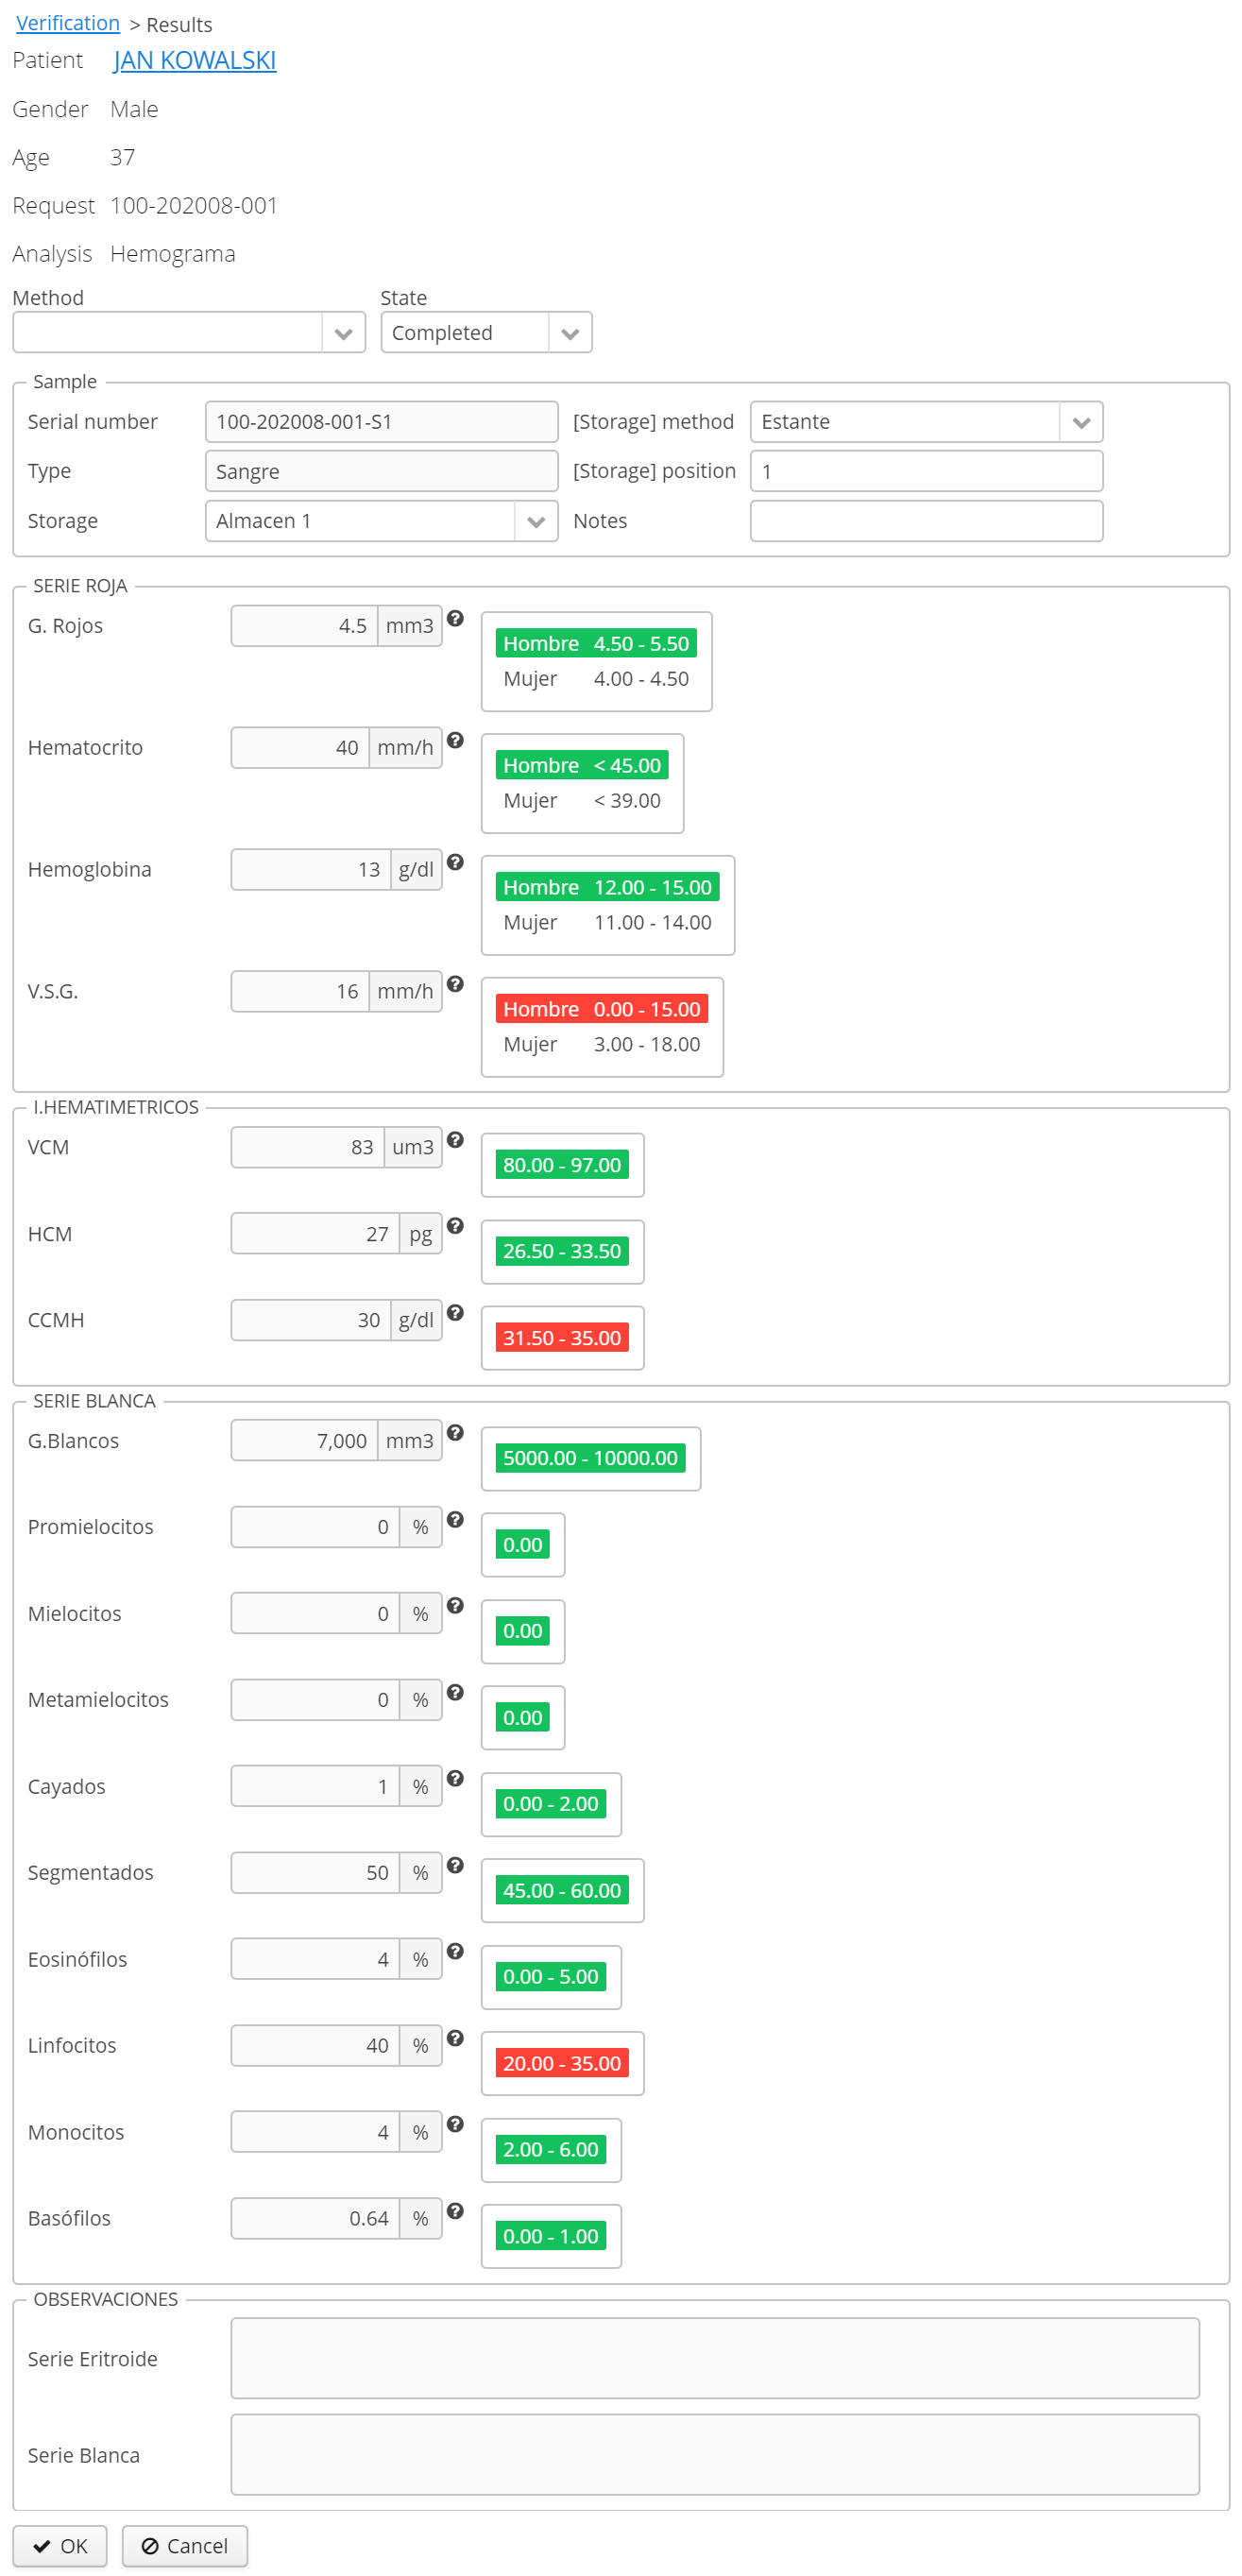 Verification > Results
Patient JAN KOWALSKI
Gender Male
Age 37
Request 100-202008-001
Analysis Hemograma
Method State
Completed
Sample
Serial number 100-202008-001-S1 [Storage] method Estante
Type Sangre [Storage] position 1
Storage Almacen 1 Notes
SERIE ROJA
G. Rojos 4.5 mm3
Hombre 4.50 - 5.50
Mujer 4.00 - 4.50
Hematocrito 40 mm/h
Hombre < 45.00
Mujer < 39.00
Hemoglobina 13 g/dl
Hombre 12.00 - 15.00
Mujer 11.00 - 14.00
V.S.G. 16 mm/h
Hombre 0.00 - 15.00
Mujer 3.00 - 18.00
I.HEMATIMETRICOS
VCM 83 um3
80.00 - 97.00
HCM 27 pg
26.50 - 33.50
CCMH 30 g/dl
31.50 - 35.00
SERIE BLANCA
G.Blancos 7,000 mm3
5000.00 - 10000.00
Promielocitos 0 %
0.00
Mielocitos 0 %
0.00
Metamielocitos 0 %
0.00
Cayados 1 %
0.00 - 2.00
Segmentados 50 %
45.00 - 60.00
Eosinófilos 4 %
0.00 - 5.00
Linfocitos 40 %
20.00 - 35.00
Monocitos 4 %
2.00 - 6.00
Basófilos 0.64 %
0.00 - 1.00
OBSERVACIONES
Serie Eritroide
Serie Blanca
OK Cancel